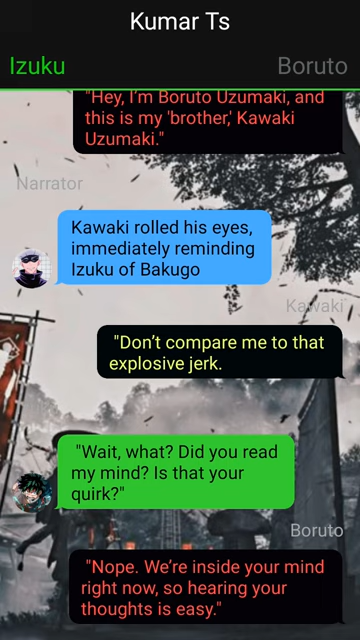 Kumar Ts
Izuku
Boruto
"Hey, I'm Boruto Uzumaki, and
this is my 'brother,' Kawaki
Uzumaki."
Narrator
Kawaki rolled his eyes,
immediately reminding
Izuku of Bakugo
Kawaki
"Don't compare me to that
explosive jerk.
"Wait, what? Did you read
my mind? Is that your
quirk?"
Boruto
"Nope. We're inside your mind
right now, so hearing your
thoughts is easy."